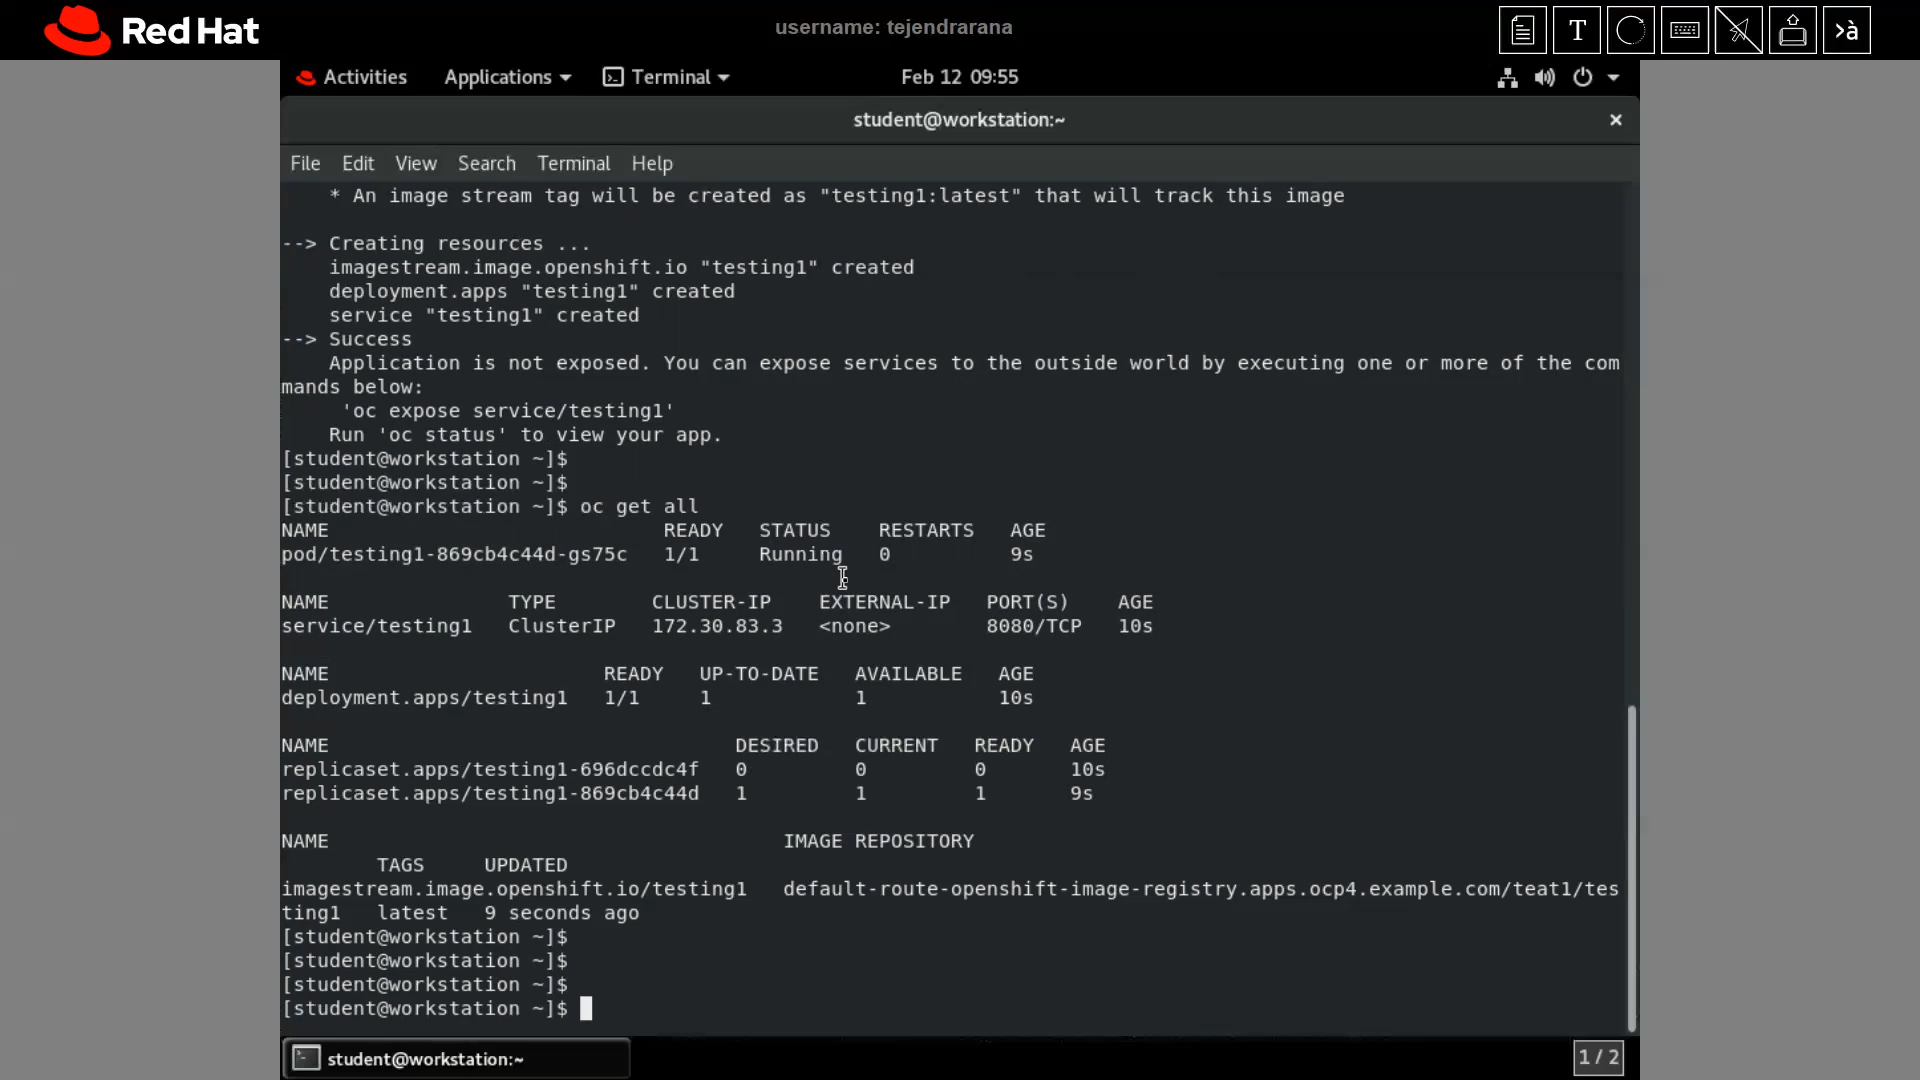 Red Hat
username: tejendrarana
T
>à
Activities Applications Terminal Feb 12 09:55
student@workstation:~ ×
File Edit View Search Terminal Help
* An image stream tag will be created as "testing1:latest" that will track this image
--> Creating resources ...
imagestream.image.openshift.io "testing1" created
deployment.apps "testing1" created
service "testing1" created
--> Success
Application is not exposed. You can expose services to the outside world by executing one or more of the com
mands below:
'oc expose service/testing1'
Run 'oc status' to view your app.
[student@workstation ~]$
[student@workstation ~]$
[student@workstation ~]$ oc get all
NAME READY STATUS RESTARTS AGE
pod/testing1-869cb4c44d-gs75c 1/1 Running 0 9s
NAME TYPE CLUSTER-IP EXTERNAL-IP PORT(S) AGE
service/testing1 ClusterIP 172.30.83.3 <none> 8080/TCP 10s
NAME READY UP-TO-DATE AVAILABLE AGE
deployment.apps/testing1 1/1 1 1 10s
NAME DESIRED CURRENT READY AGE
replicaset.apps/testing1-696dccdc4f 0 0 0 10s
replicaset.apps/testing1-869cb4c44d 1 1 1 9s
NAME IMAGE REPOSITORY
TAGS UPDATED
imagestream.image.openshift.io/testing1 default-route-openshift-image-registry.apps.ocp4.example.com/teat1/tes
ting1 latest 9 seconds ago
[student@workstation ~]$
[student@workstation ~]$
[student@workstation ~]$
[student@workstation ~]$
student@workstation:~ 1 / 2